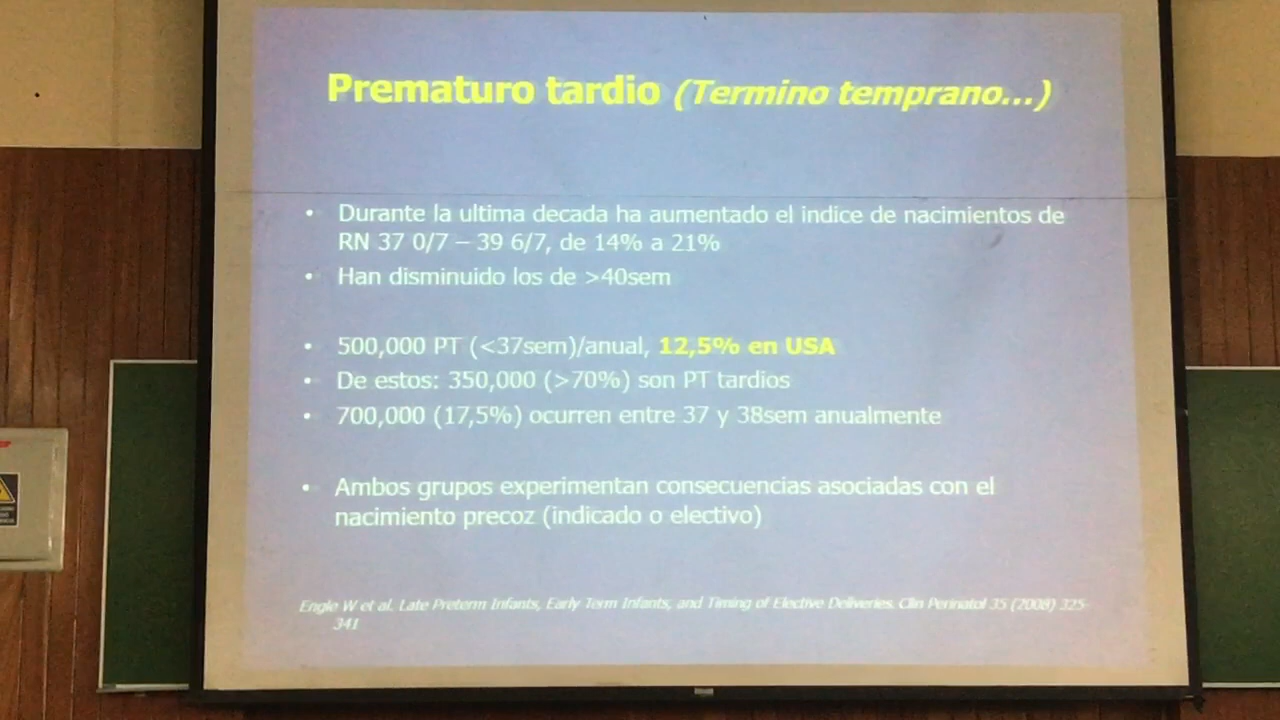 Prematuro tardio (Termino temprano...)
• Durante la ultima decada ha aumentado el indice de nacimientos de
RN 37 0/7 – 39 6/7, de 14% a 21%
• Han disminuido los de >40sem
• 500,000 PT (<37sem)/anual, 12,5% en USA
• De estos: 350,000 (>70%) son PT tardios
• 700,000 (17,5%) ocurren entre 37 y 38sem anualmente
• Ambos grupos experimentan consecuencias asociadas con el
nacimiento precoz (indicado o electivo)
Engle W et al. Late Preterm Infants, Early Term Infants, and Timing of Elective Deliveries. Clin Perinatol 35 (2008) 325-
341